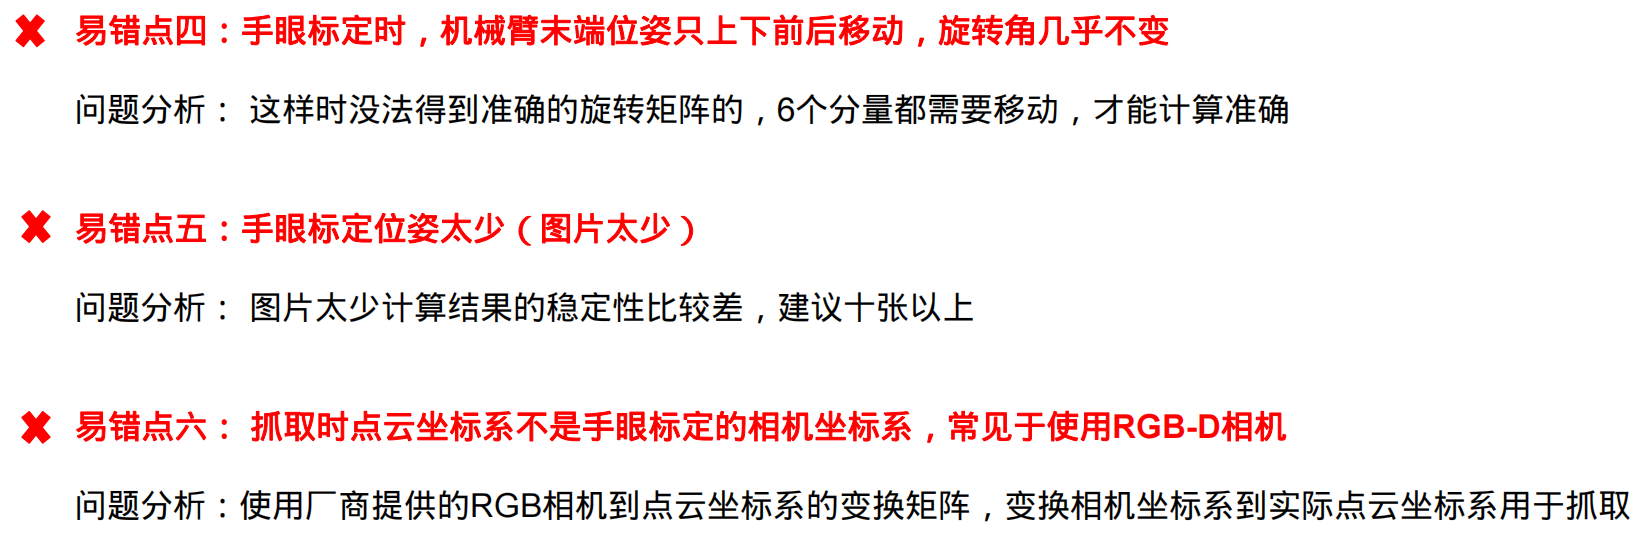 易错点四：手眼标定时，机械臂末端位姿只上下前后移动，旋转角几乎不变
问题分析： 这样时没法得到准确的旋转矩阵的，6个分量都需要移动，才能计算准确
易错点五：手眼标定位姿太少（图片太少）
问题分析： 图片太少计算结果的稳定性比较差，建议十张以上
易错点六： 抓取时点云坐标系不是手眼标定的相机坐标系，常见于使用RGB-D相机
问题分析：使用厂商提供的RGB相机到点云坐标系的变换矩阵，变换相机坐标系到实际点云坐标系用于抓取